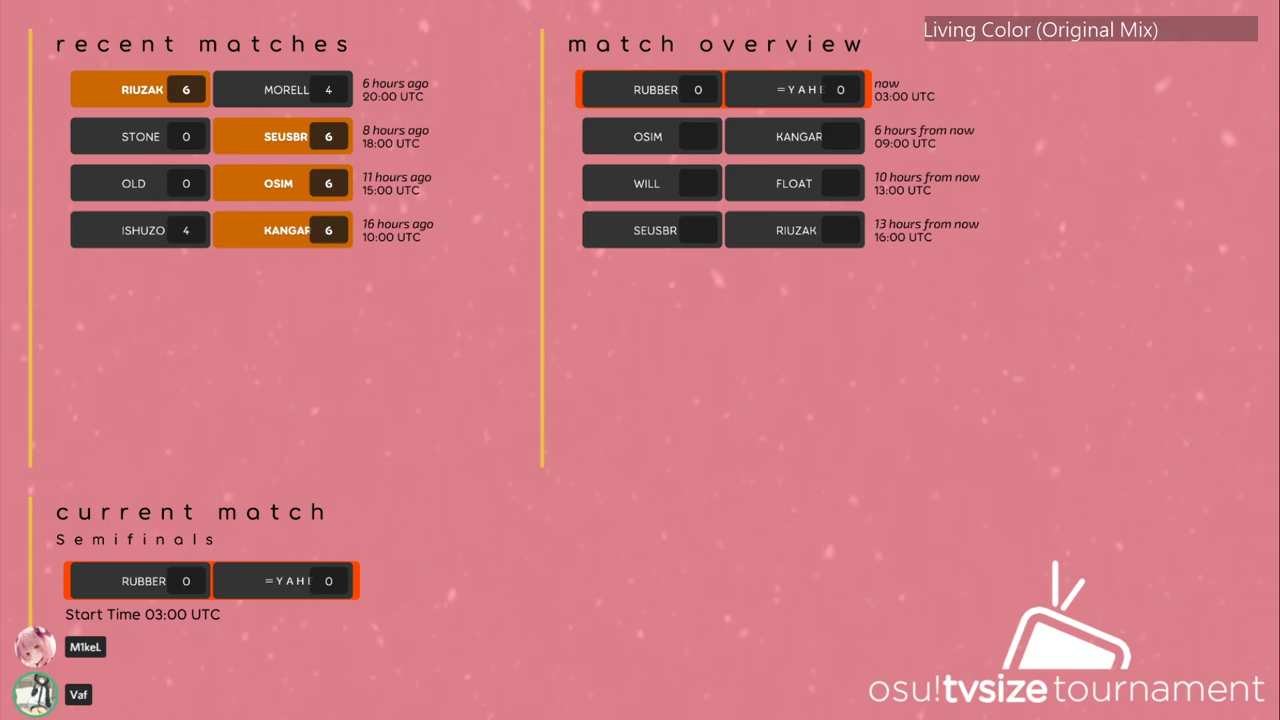 recent matches
RIUZAK 6 MORELL 4 6 hours ago
20:00 UTC
STONE 0 SEUSBR 6 8 hours ago
18:00 UTC
OLD 0 OSIM 6 11 hours ago
15:00 UTC
ISHUZO 4 KANGAR 6 16 hours ago
10:00 UTC
match overview
Living Color (Original Mix)
RUBBER 0 =YAHE 0 now
03:00 UTC
OSIM KANGAR 6 hours from now
09:00 UTC
WILL FLOAT 10 hours from now
13:00 UTC
SEUSBR RIUZAK 13 hours from now
16:00 UTC
current match
Semifinals
RUBBER 0 =YAHE 0
Start Time 03:00 UTC
M1keL
Vaf
osu!tvsize tournament